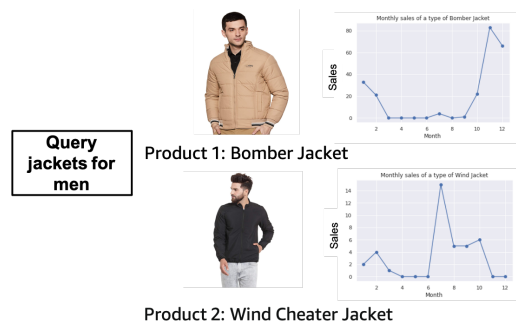 Query
jackets for
men
Monthly sales of a type of Bomber Jacket
Sales
80
60
40
20
0
2 4 6 8 10 12
Month
Product 1: Bomber Jacket
Monthly sales of a type of Wind Jacket
Sales
14
12
10
8
6
4
2
0
2 4 6 8 10 12
Month
Product 2: Wind Cheater Jacket